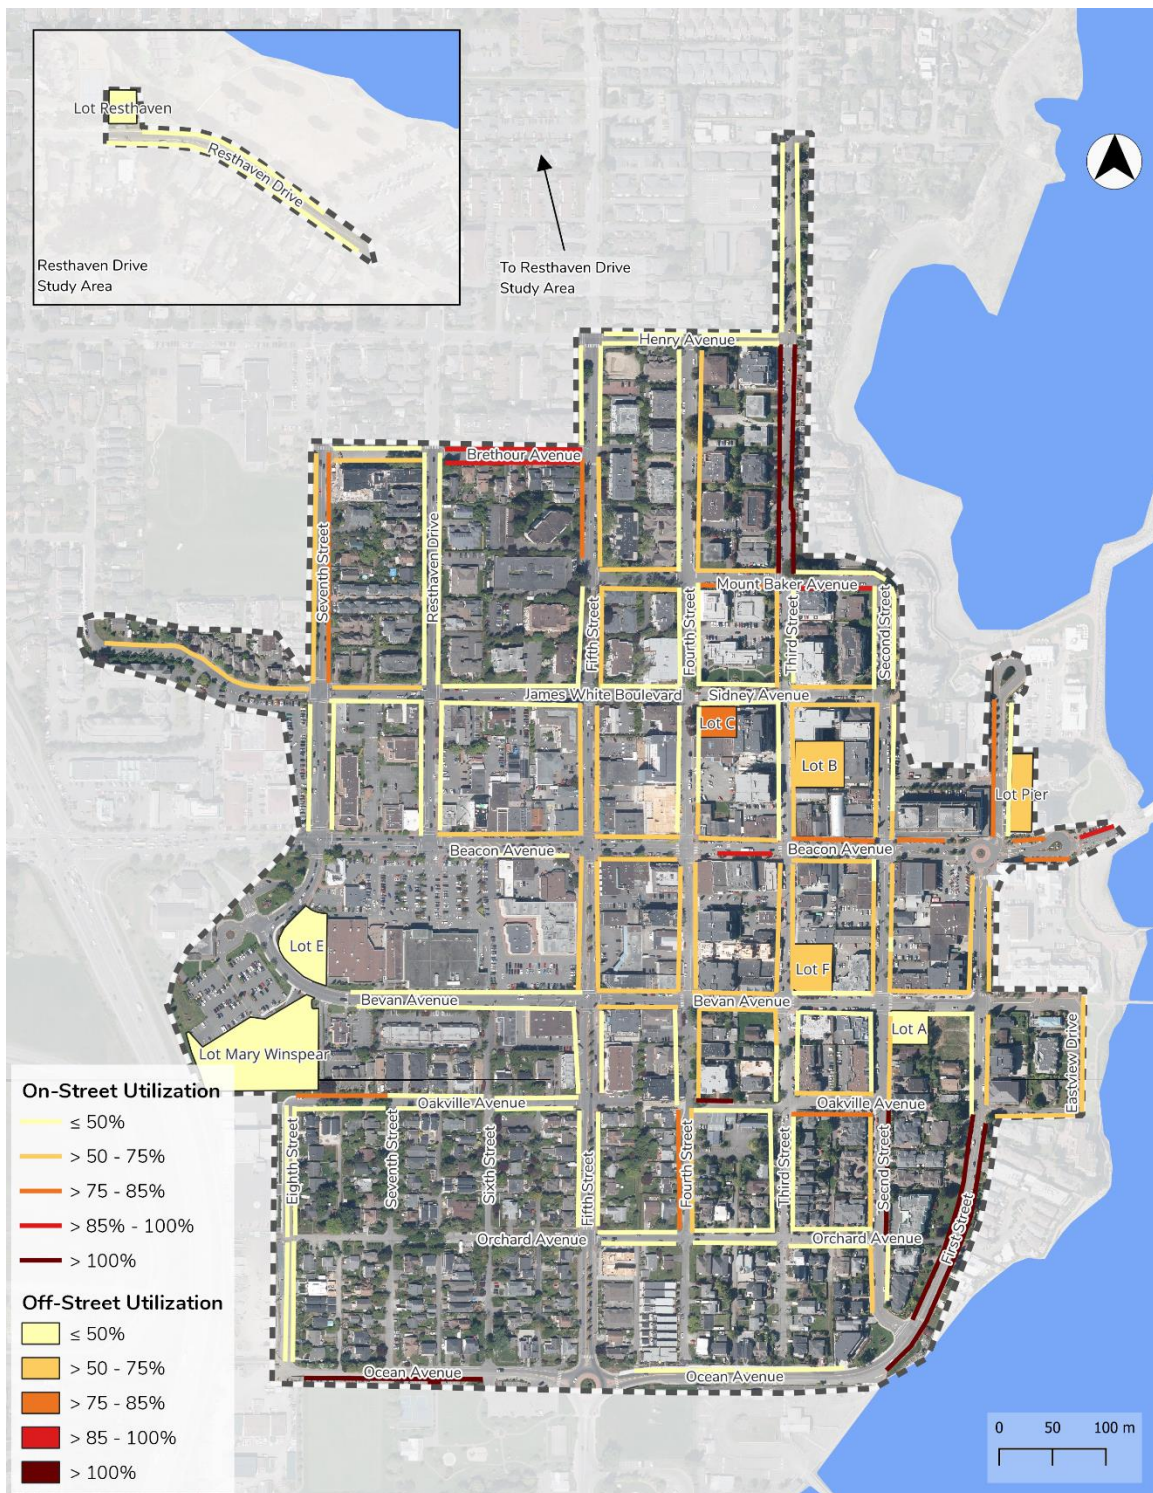 Lot Resthaven
Resthaven Drive
Resthaven Drive
Study Area
To Resthaven Drive
Study Area
Henry Avenue
Brethour Avenue
Seventh Street
Resthaven Drive
Mount Baker Avenue
Fifth Street
Fourth Street
Third Street
Second Street
James White Boulevard
Sidney Avenue
Lot C
Lot B
Lot Pier
Beacon Avenue
Beacon Avenue
Lot E
Lot F
Bevan Avenue
Bevan Avenue
Lot A
Lot Mary Winspear
Eastview Drive
Oakville Avenue
Oakville Avenue
Eighth Street
Seventh Street
Sixth Street
Fifth Street
Fourth Street
Third Street
Secnd Street
First Street
Orchard Avenue
Orchard Avenue
Ocean Avenue
Ocean Avenue
On-Street Utilization
≤ 50%
> 50 - 75%
> 75 - 85%
> 85% - 100%
> 100%
Off-Street Utilization
≤ 50%
> 50 - 75%
> 75 - 85%
> 85 - 100%
> 100%
0 50 100 m